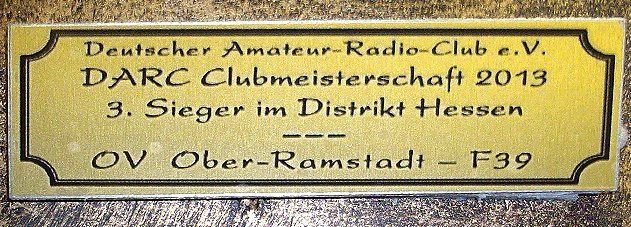 Deutscher Amateur-Radio-Club e.V.
DARC Clubmeisterschaft 2013
3. Sieger im Distrikt Hessen
———
OV Ober-Ramstadt – F39